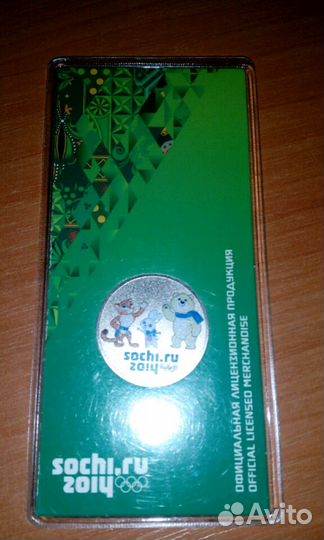 sochi.ru
2014
sochi.ru
2014
ОФИЦИАЛЬНАЯ ЛИЦЕНЗИОННАЯ ПРОДУКЦИЯ
OFFICIAL LICENSED MERCHANDISE
Avito